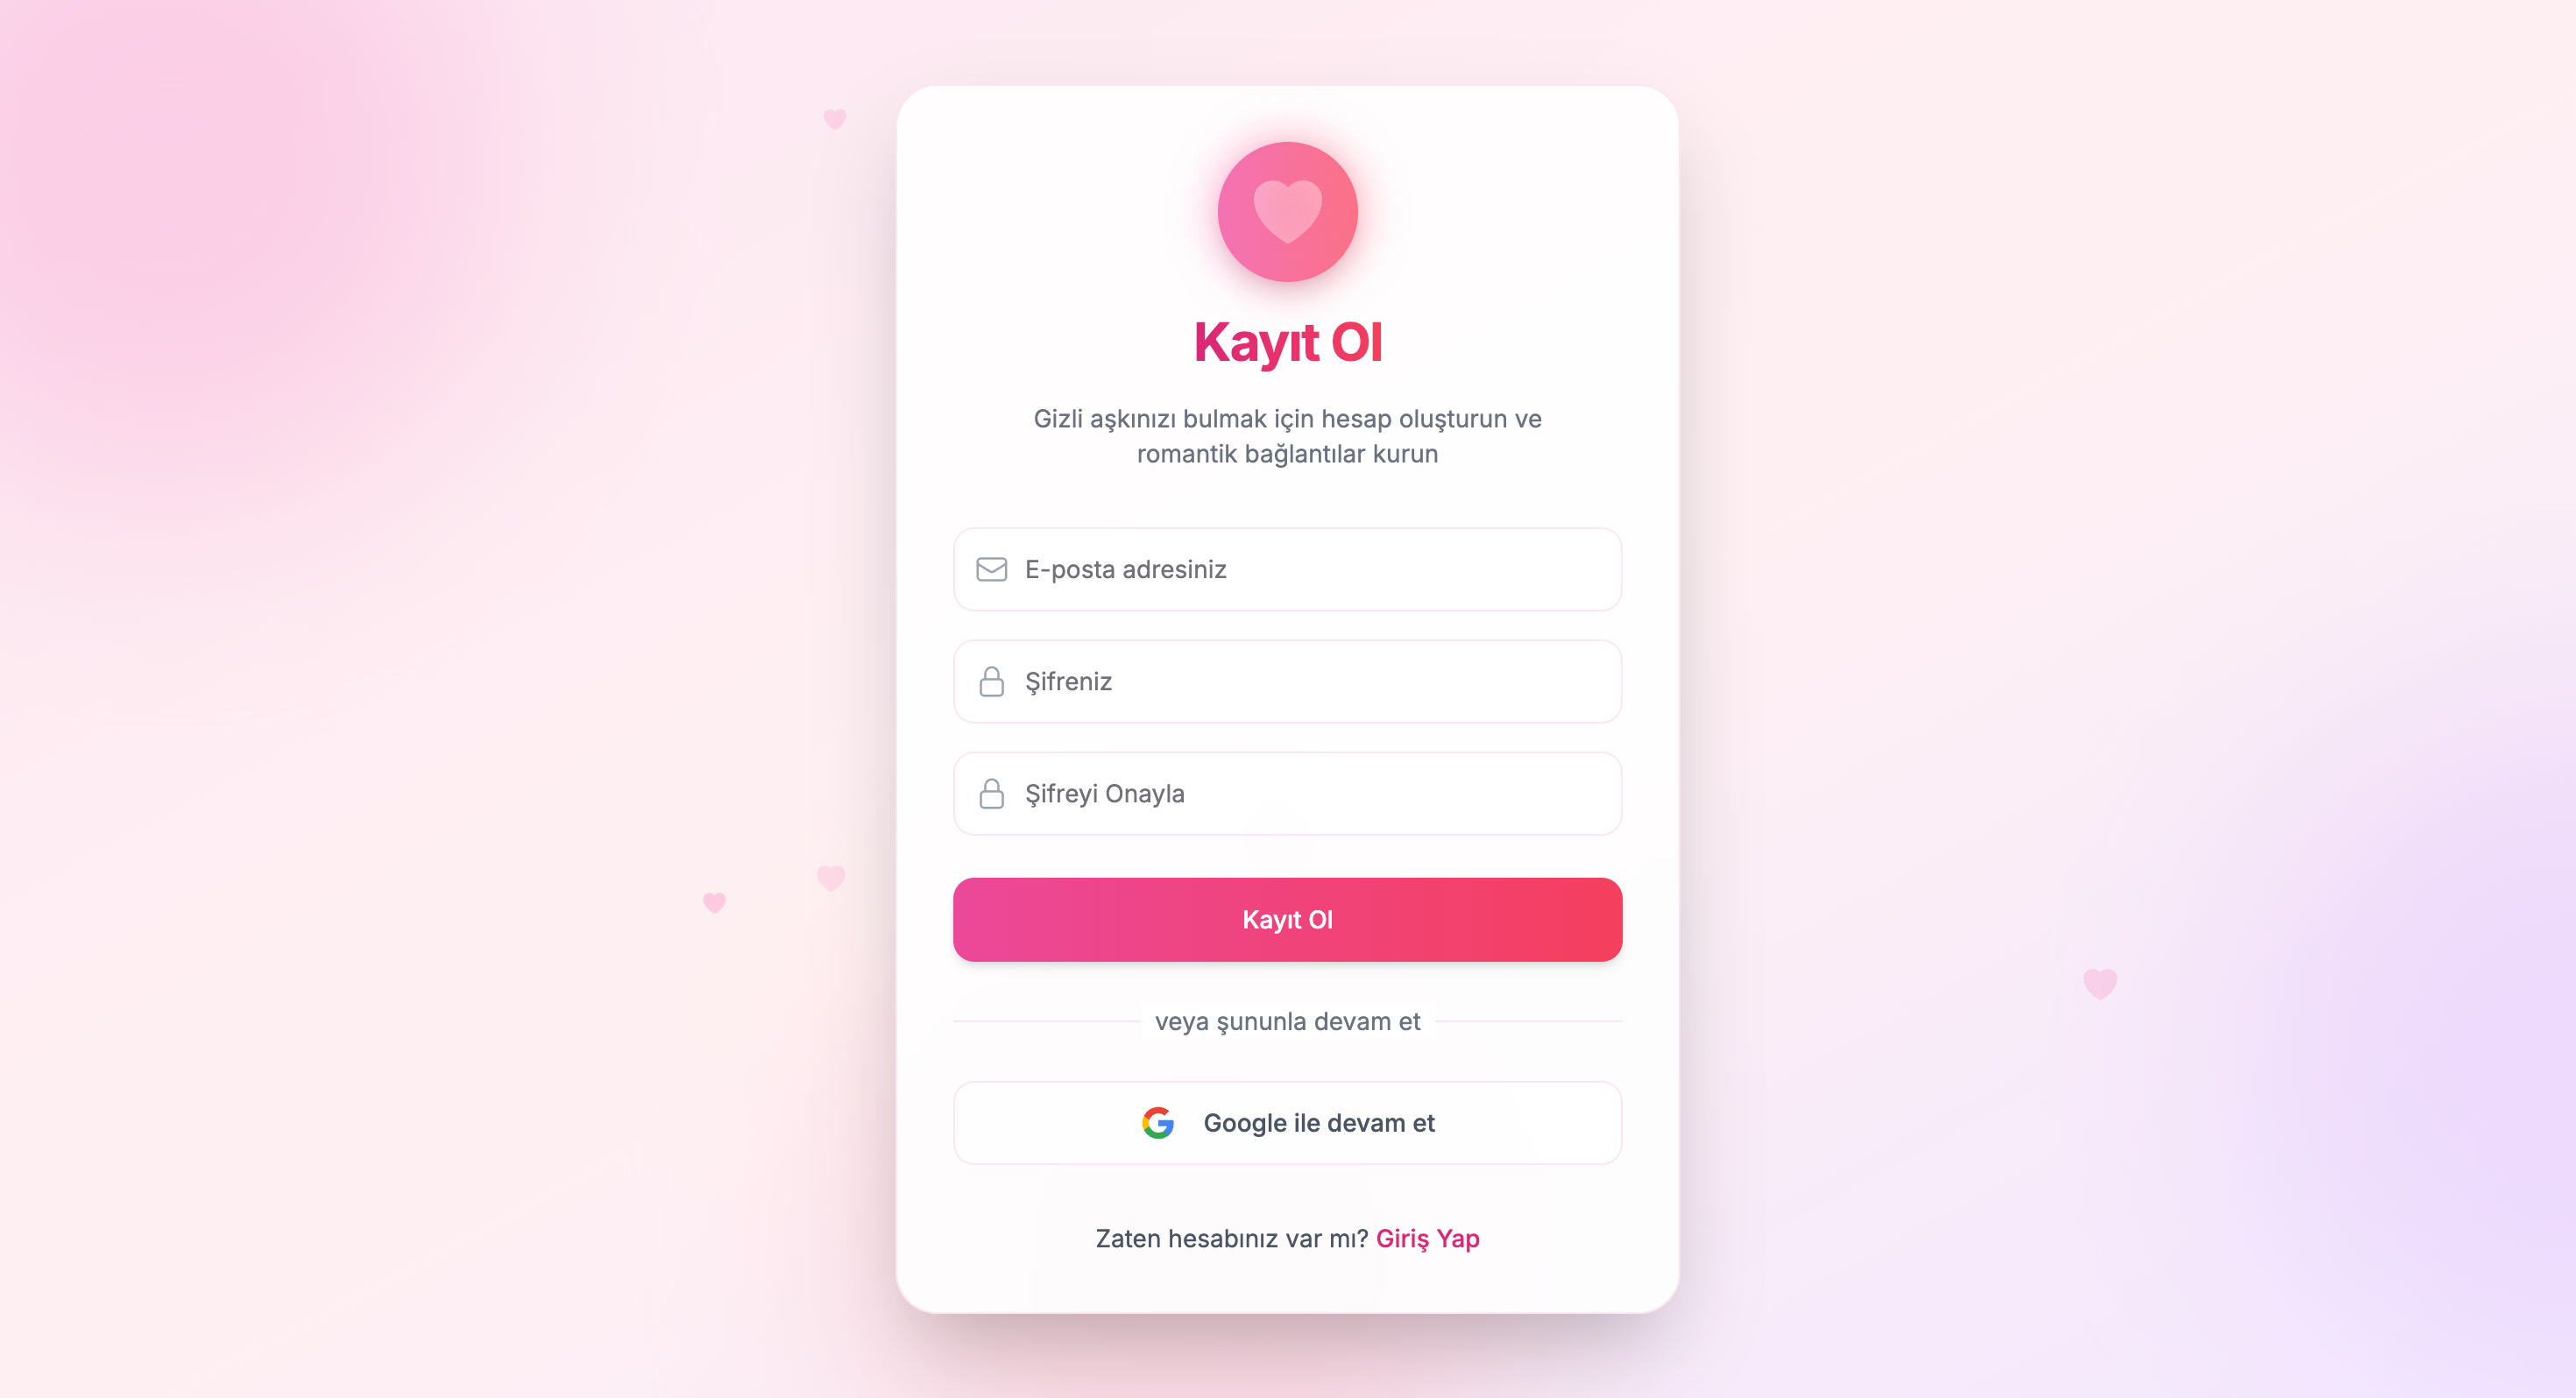 Kayıt Ol
Gizli aşkınızı bulmak için hesap oluşturun ve
romantik bağlantılar kurun
E-posta adresiniz
Şifreniz
Şifreyi Onayla
Kayıt Ol
veya şununla devam et
Google ile devam et
Zaten hesabınız var mı? Giriş Yap